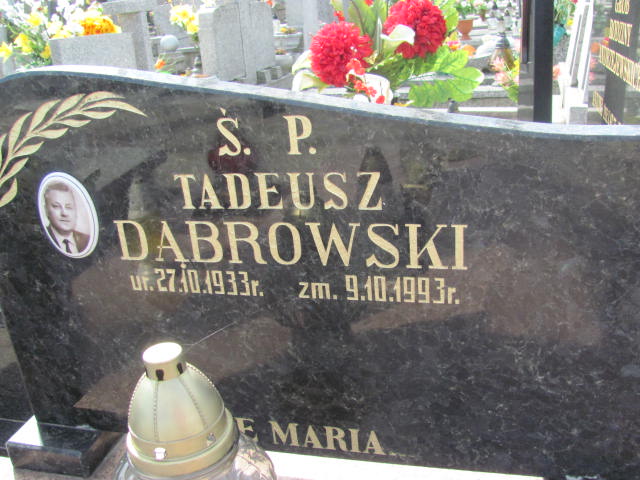 Ś. P.
TADEUSZ
DĄBROWSKI
ur. 27.10.1933r. zm. 9.10.1993r.
MARIA